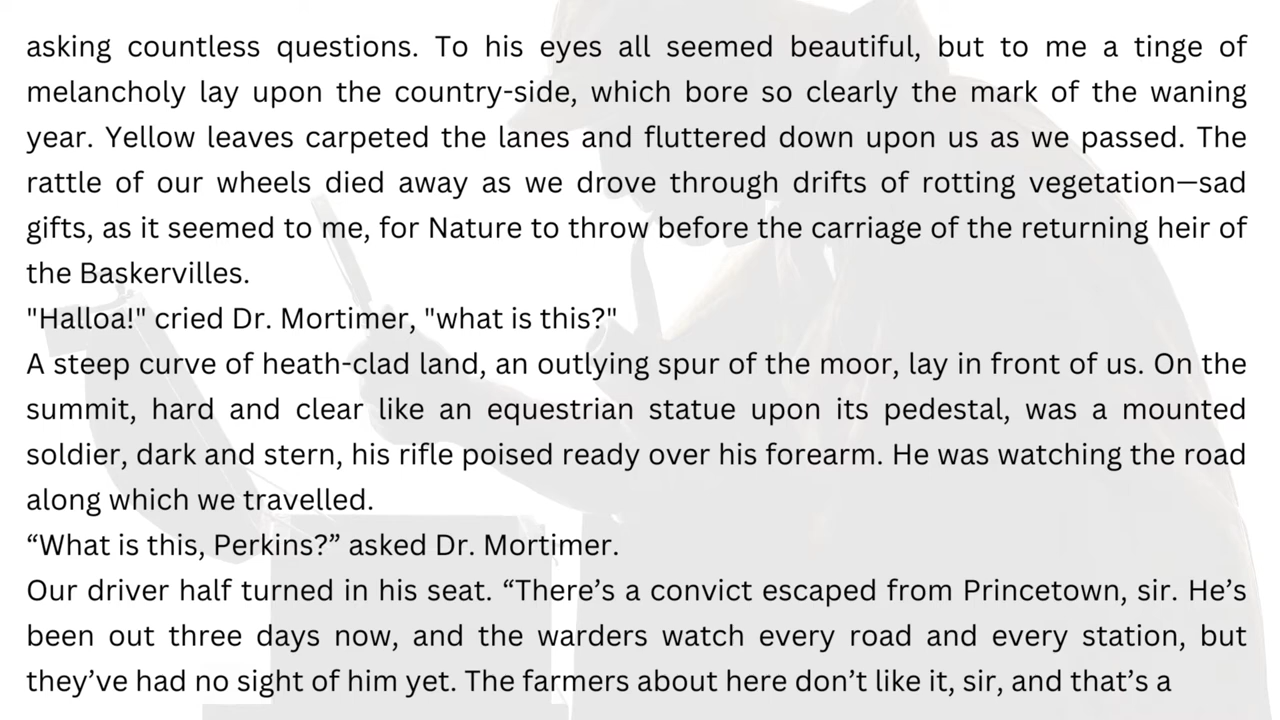 asking countless questions. To his eyes all seemed beautiful, but to me a tinge of
melancholy lay upon the country-side, which bore so clearly the mark of the waning
year. Yellow leaves carpeted the lanes and fluttered down upon us as we passed. The
rattle of our wheels died away as we drove through drifts of rotting vegetation—sad
gifts, as it seemed to me, for Nature to throw before the carriage of the returning heir of
the Baskervilles.
"Halloa!" cried Dr. Mortimer, "what is this?"
A steep curve of heath-clad land, an outlying spur of the moor, lay in front of us. On the
summit, hard and clear like an equestrian statue upon its pedestal, was a mounted
soldier, dark and stern, his rifle poised ready over his forearm. He was watching the road
along which we travelled.
“What is this, Perkins?” asked Dr. Mortimer.
Our driver half turned in his seat. “There’s a convict escaped from Princetown, sir. He’s
been out three days now, and the warders watch every road and every station, but
they’ve had no sight of him yet. The farmers about here don’t like it, sir, and that’s a